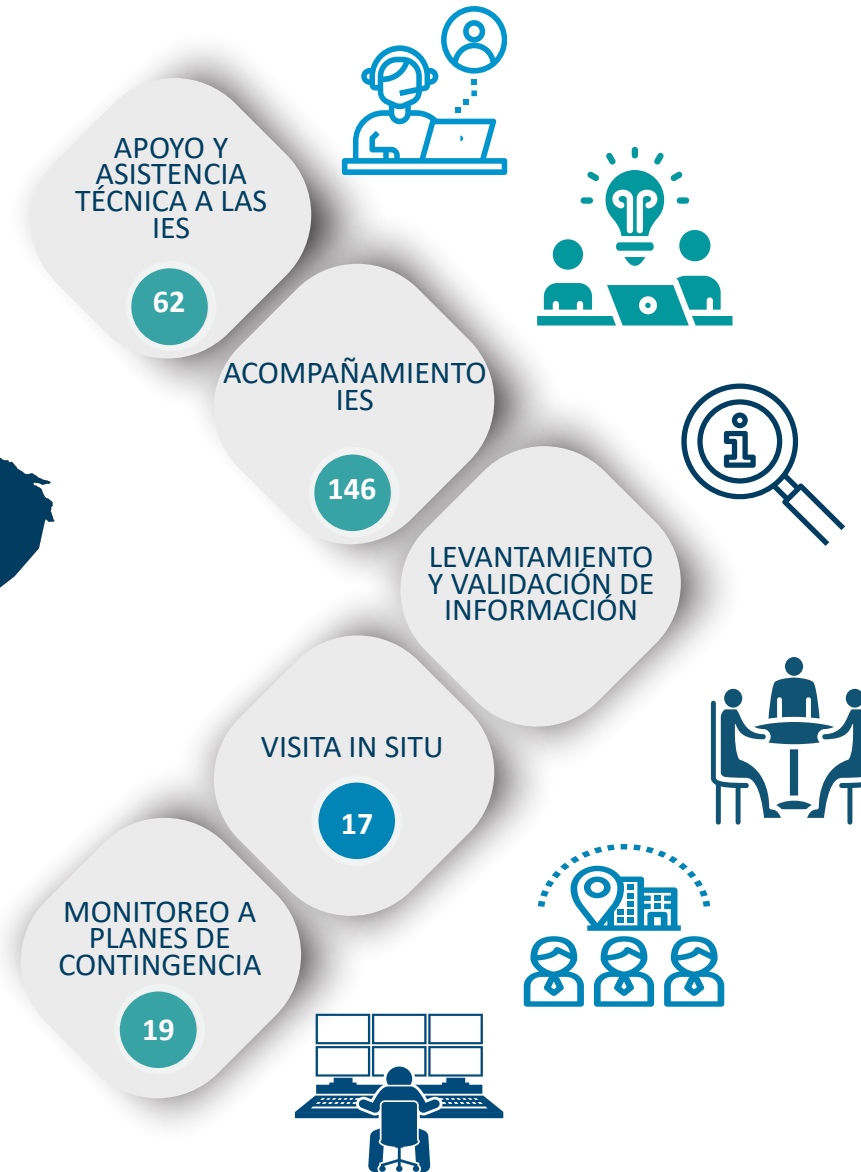 APOYO Y
ASISTENCIA
TÉCNICA A LAS
IES
62
ACOMPAÑAMIENTO
IES
146
LEVANTAMIENTO
Y VALIDACIÓN DE
INFORMACIÓN
VISITA IN SITU
17
MONITOREO A
PLANES DE
CONTINGENCIA
19